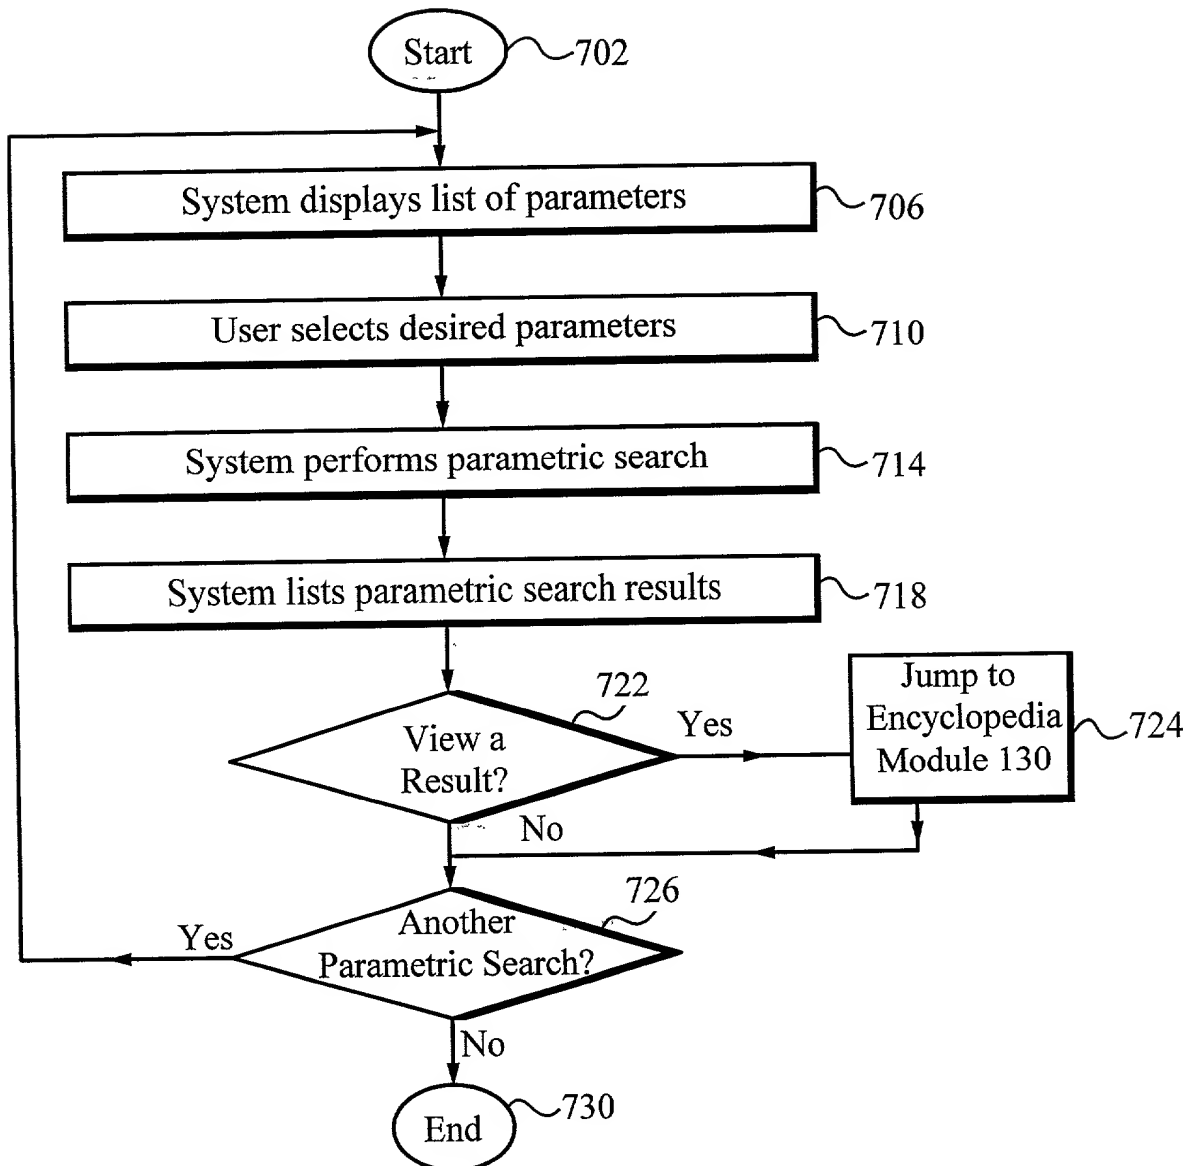 Start
702
System displays list of parameters
706
User selects desired parameters
710
System performs parametric search
714
System lists parametric search results
718
722
View a
Result?
Yes
Jump to
Encyclopedia
Module 130
724
No
726
Another
Parametric Search?
Yes
No
End
730